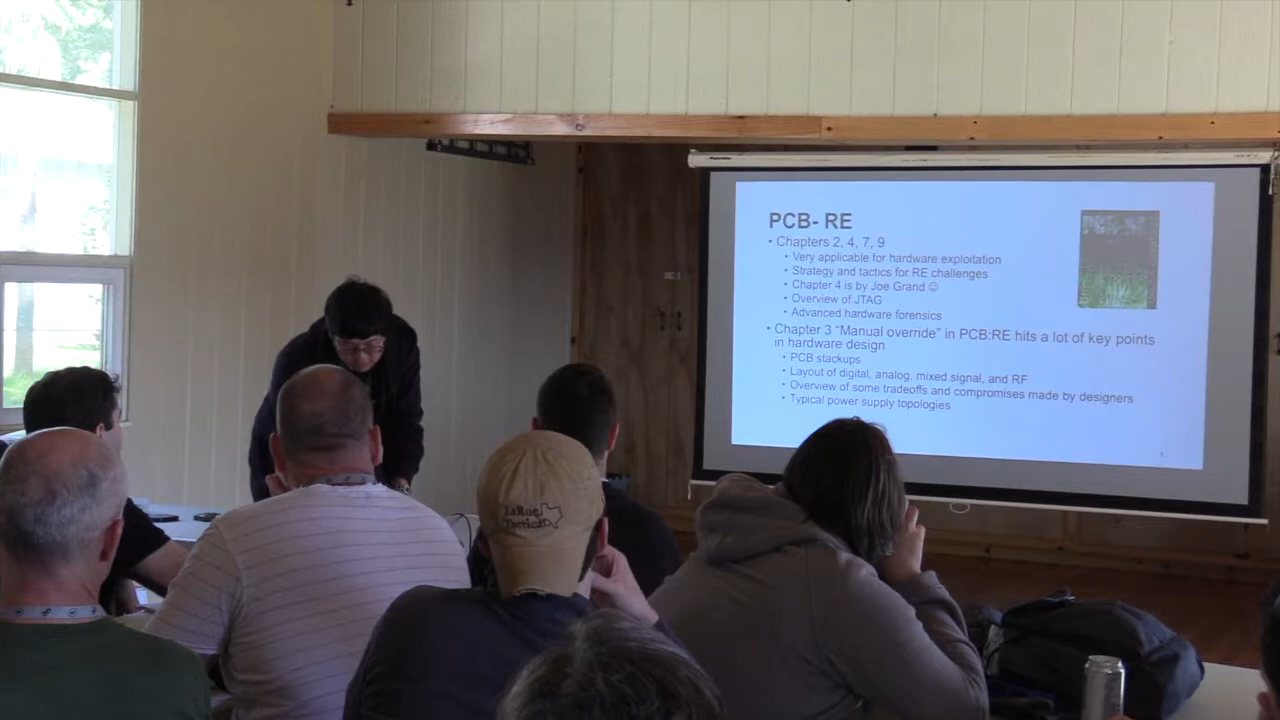 PCB- RE
• Chapters 2, 4, 7, 9
• Very applicable for hardware exploitation
• Strategy and tactics for RE challenges
• Chapter 4 is by Joe Grand ☺
• Overview of JTAG
• Advanced hardware forensics
• Chapter 3 “Manual override” in PCB:RE hits a lot of key points
in hardware design
• PCB stackups
• Layout of digital, analog, mixed signal, and RF
• Overview of some tradeoffs and compromises made by designers
• Typical power supply topologies
LaRue
Tactical